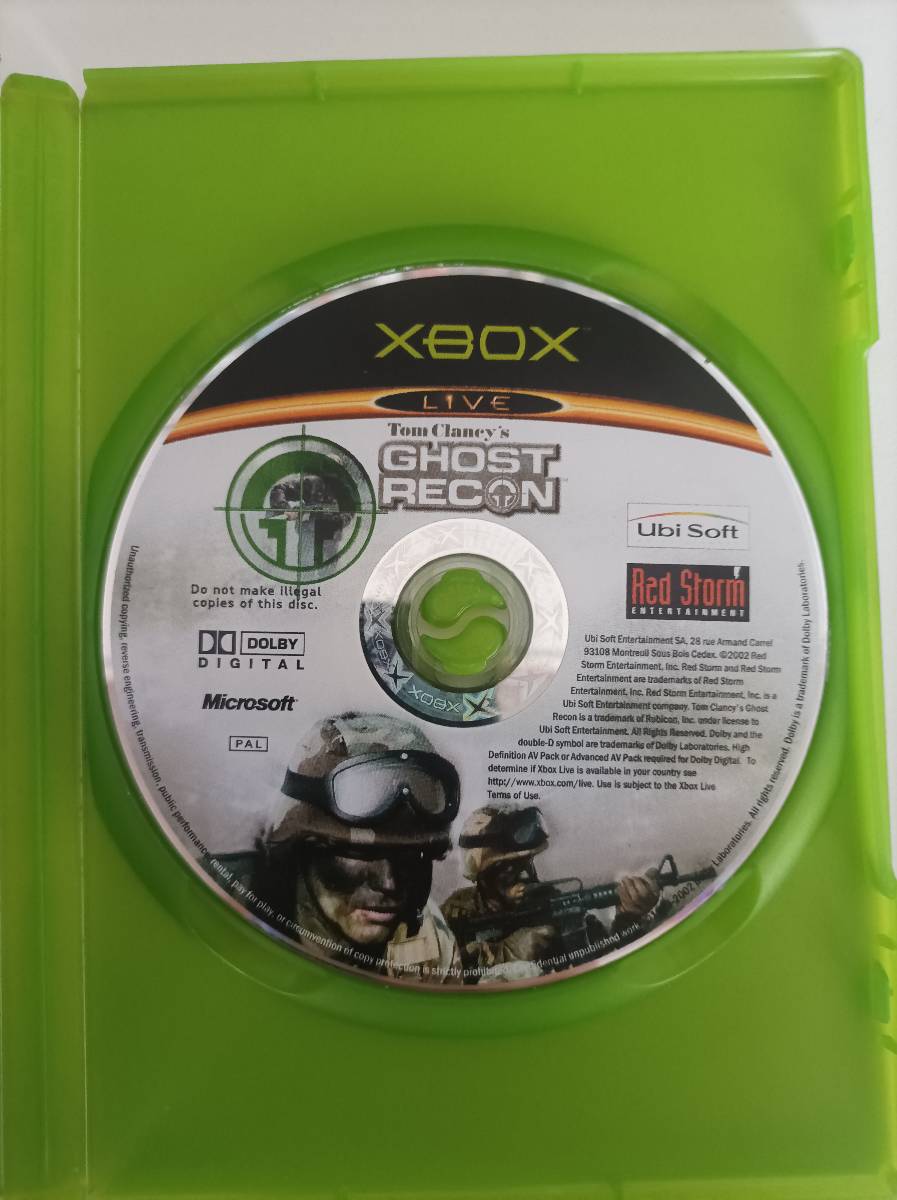 XBOX™
LIVE
Tom Clancy's
GHOST
RECON™
Ubi Soft
Red Storm
ENTERTAINMENT
Do not make illegal
copies of this disc.
DOLBY
DIGITAL
Microsoft®
PAL
XBOX
XBOX
Ubi Soft Entertainment SA, 28 rue Armand Carrel
93108 Montreuil Sous Bois Cedex. ©2002 Red
Storm Entertainment, Inc. Red Storm and Red Storm
Entertainment are trademarks of Red Storm
Entertainment, Inc. Red Storm Entertainment, Inc. is a
Ubi Soft Entertainment company. Tom Clancy's Ghost
Recon is a trademark of Rubicon, Inc. under license to
Ubi Soft Entertainment. All Rights Reserved. Dolby and the
double-D symbol are trademarks of Dolby Laboratories. High
Definition AV Pack or Advanced AV Pack required for Dolby Digital. To
determine if Xbox Live is available in your country see
http://www.xbox.com/live. Use is subject to the Xbox Live
Terms of Use.
Unauthorized copying, reverse engineering, transmission, public performance, rental, pay for play, or circumvention of copy protection is strictly prohibited. Confidential unpublished work 2002 Laboratories. All rights reserved. Dolby is a trademark of Dolby Laboratories.